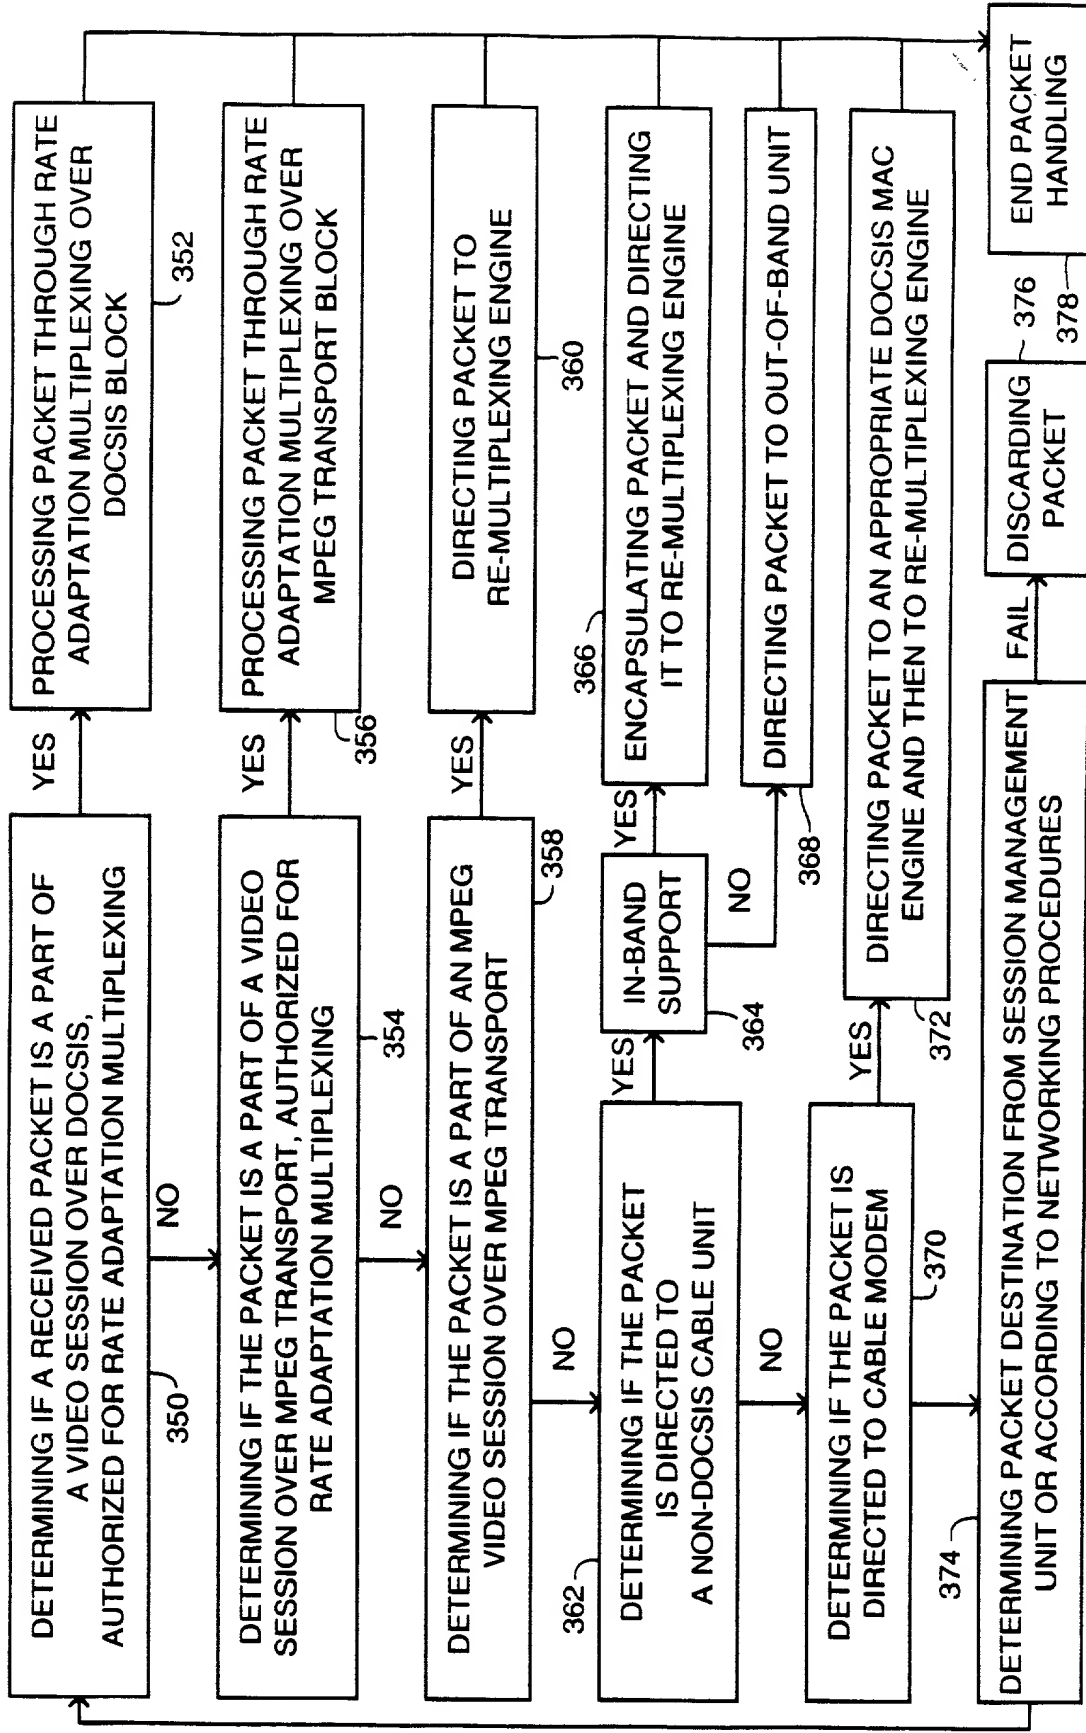 DETERMINING IF A RECEIVED PACKET IS A PART OF
A VIDEO SESSION OVER DOCSIS,
AUTHORIZED FOR RATE ADAPTATION MULTIPLEXING
350
YES
PROCESSING PACKET THROUGH RATE
ADAPTATION MULTIPLEXING OVER
DOCSIS BLOCK
352
NO
DETERMINING IF THE PACKET IS A PART OF A VIDEO
SESSION OVER MPEG TRANSPORT, AUTHORIZED FOR
RATE ADAPTATION MULTIPLEXING
354
YES
PROCESSING PACKET THROUGH RATE
ADAPTATION MULTIPLEXING OVER
MPEG TRANSPORT BLOCK
356
NO
DETERMINING IF THE PACKET IS A PART OF AN MPEG
VIDEO SESSION OVER MPEG TRANSPORT
358
YES
DIRECTING PACKET TO
RE-MULTIPLEXING ENGINE
360
NO
362
DETERMINING IF THE PACKET
IS DIRECTED TO
A NON-DOCSIS CABLE UNIT
YES
IN-BAND
SUPPORT
364
YES
366
ENCAPSULATING PACKET AND DIRECTING
IT TO RE-MULTIPLEXING ENGINE
NO
DIRECTING PACKET TO OUT-OF-BAND UNIT
368
NO
DETERMINING IF THE PACKET IS
DIRECTED TO CABLE MODEM
370
YES
DIRECTING PACKET TO AN APPROPRIATE DOCSIS MAC
ENGINE AND THEN TO RE-MULTIPLEXING ENGINE
372
374
DETERMINING PACKET DESTINATION FROM SESSION MANAGEMENT
UNIT OR ACCORDING TO NETWORKING PROCEDURES
FAIL
DISCARDING
PACKET
376
END PACKET
HANDLING
378